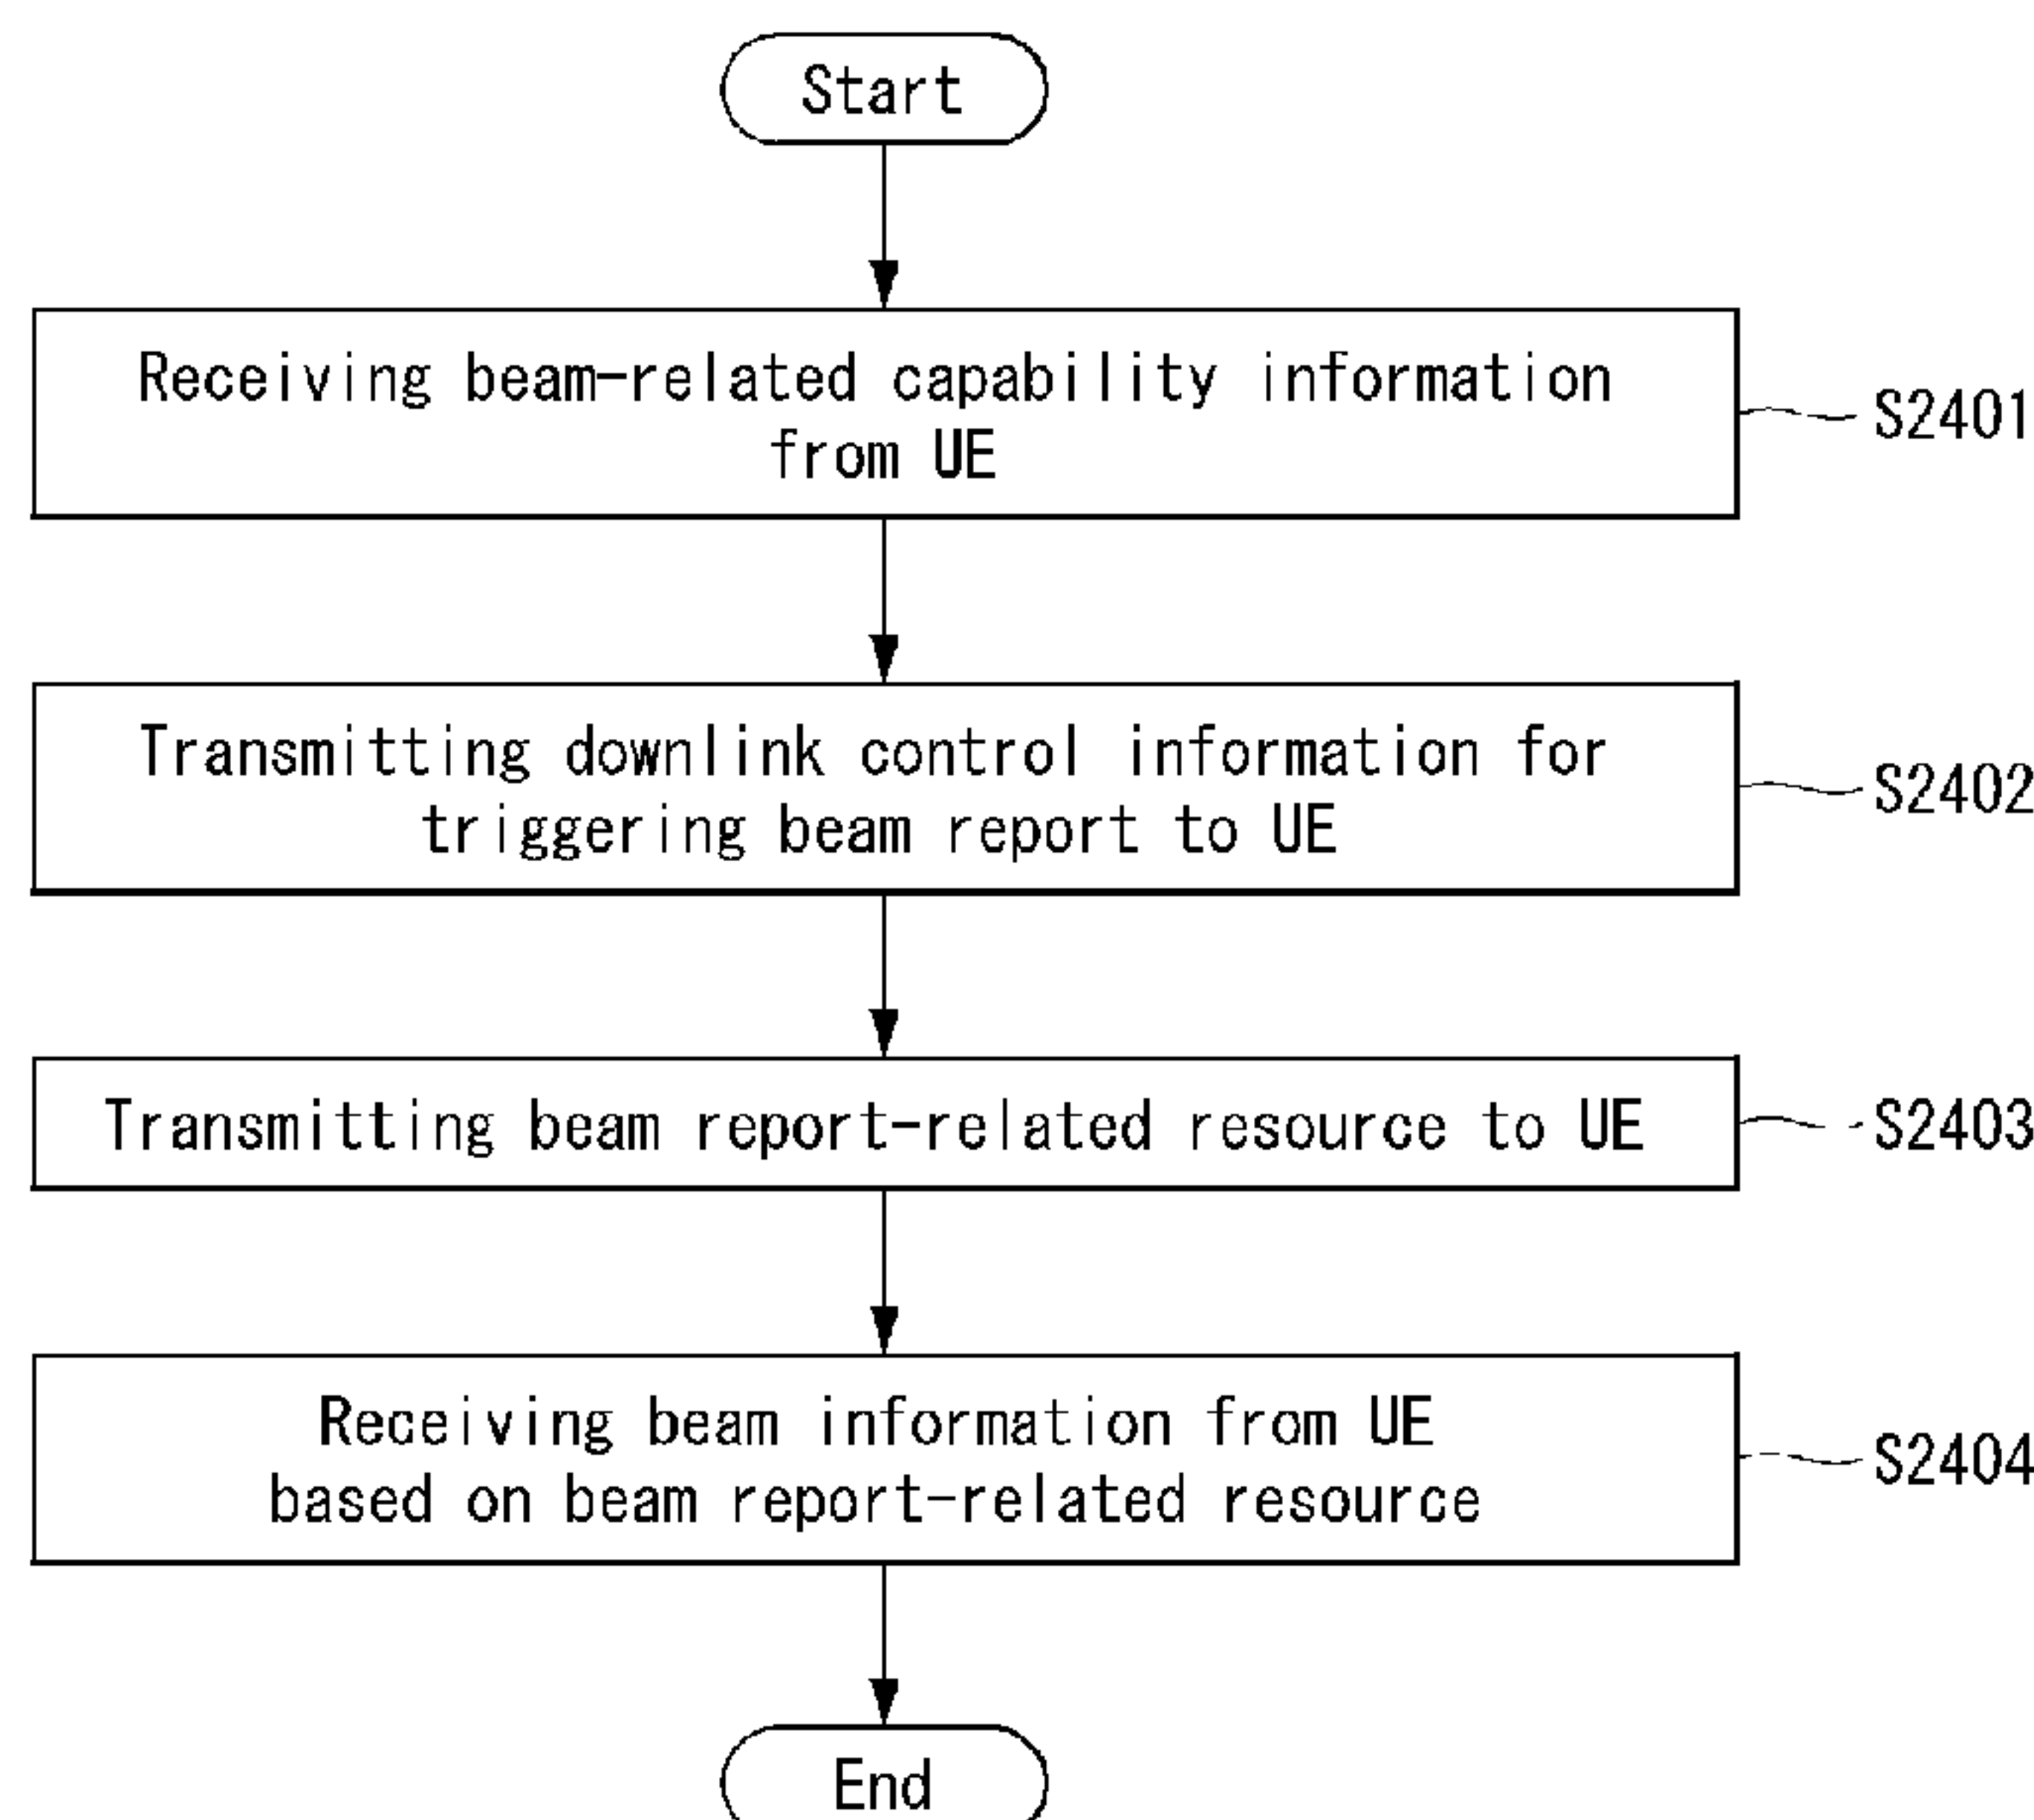 Start
Receiving beam-related capability information
from UE
S2401
Transmitting downlink control information for
triggering beam report to UE
S2402
Transmitting beam report-related resource to UE
S2403
Receiving beam information from UE
based on beam report-related resource
S2404
End